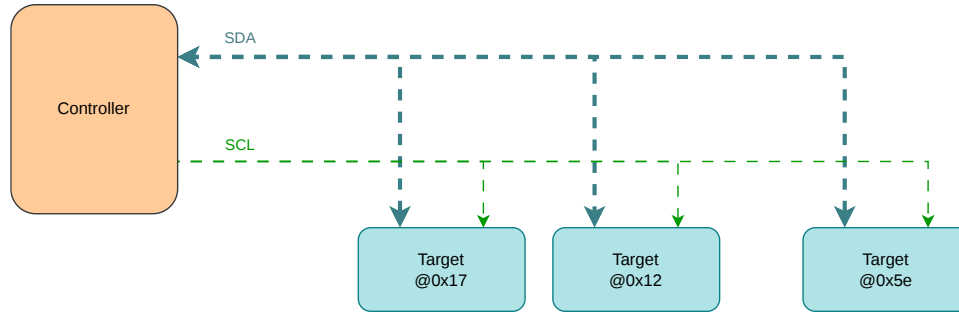 SDA
Controller
SCL
Target
@0x17
Target
@0x12
Target
@0x5e